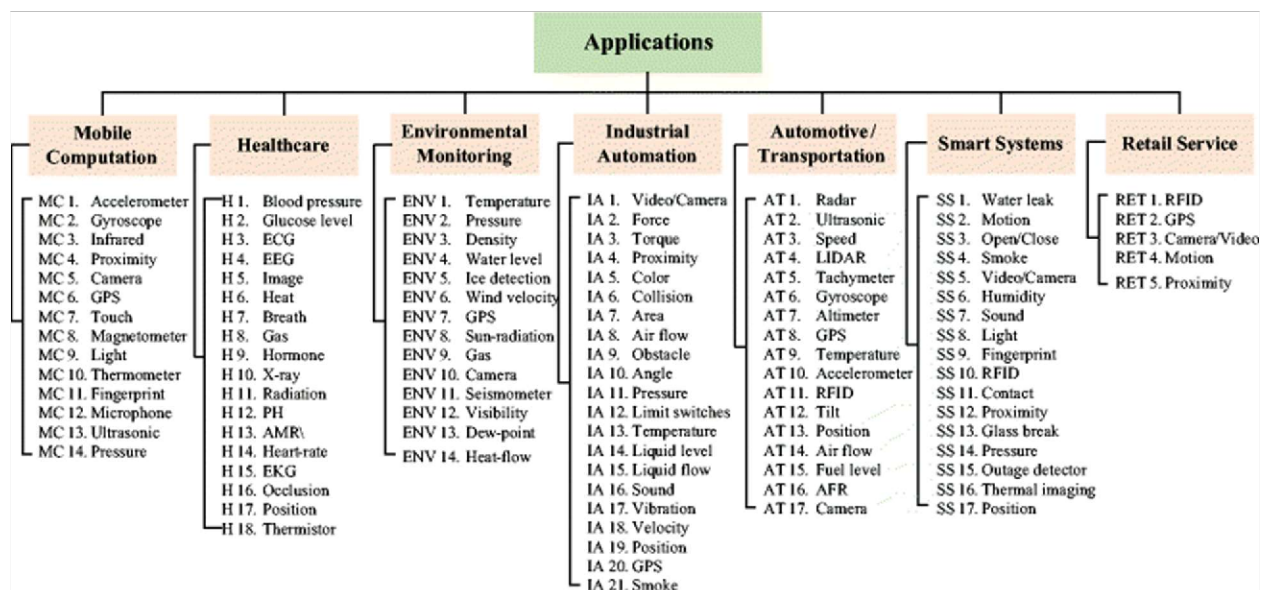 Applications
Mobile
Computation
MC 1. Accelerometer
MC 2. Gyroscope
MC 3. Infrared
MC 4. Proximity
MC 5. Camera
MC 6. GPS
MC 7. Touch
MC 8. Magnetometer
MC 9. Light
MC 10. Thermometer
MC 11. Fingerprint
MC 12. Microphone
MC 13. Ultrasonic
MC 14. Pressure
Healthcare
H 1. Blood pressure
H 2. Glucose level
H 3. ECG
H 4. EEG
H 5. Image
H 6. Heat
H 7. Breath
H 8. Gas
H 9. Hormone
H 10. X-ray
H 11. Radiation
H 12. PH
H 13. AMR\
H 14. Heart-rate
H 15. EKG
H 16. Occlusion
H 17. Position
H 18. Thermistor
Environmental
Monitoring
ENV 1. Temperature
ENV 2. Pressure
ENV 3. Density
ENV 4. Water level
ENV 5. Ice detection
ENV 6. Wind velocity
ENV 7. GPS
ENV 8. Sun-radiation
ENV 9. Gas
ENV 10. Camera
ENV 11. Seismometer
ENV 12. Visibility
ENV 13. Dew-point
ENV 14. Heat-flow
Industrial
Automation
IA 1. Video/Camera
IA 2. Force
IA 3. Torque
IA 4. Proximity
IA 5. Color
IA 6. Collision
IA 7. Area
IA 8. Air flow
IA 9. Obstacle
IA 10. Angle
IA 11. Pressure
IA 12. Limit switches
IA 13. Temperature
IA 14. Liquid level
IA 15. Liquid flow
IA 16. Sound
IA 17. Vibration
IA 18. Velocity
IA 19. Position
IA 20. GPS
IA 21. Smoke
Automotive/
Transportation
AT 1. Radar
AT 2. Ultrasonic
AT 3. Speed
AT 4. LIDAR
AT 5. Tachymeter
AT 6. Gyroscope
AT 7. Altimeter
AT 8. GPS
AT 9. Temperature
AT 10. Accelerometer
AT 11. RFID
AT 12. Tilt
AT 13. Position
AT 14. Air flow
AT 15. Fuel level
AT 16. AFR
AT 17. Camera
Smart Systems
SS 1. Water leak
SS 2. Motion
SS 3. Open/Close
SS 4. Smoke
SS 5. Video/Camera
SS 6. Humidity
SS 7. Sound
SS 8. Light
SS 9. Fingerprint
SS 10. RFID
SS 11. Contact
SS 12. Proximity
SS 13. Glass break
SS 14. Pressure
SS 15. Outage detector
SS 16. Thermal imaging
SS 17. Position
Retail Service
RET 1. RFID
RET 2. GPS
RET 3. Camera/Video
RET 4. Motion
RET 5. Proximity